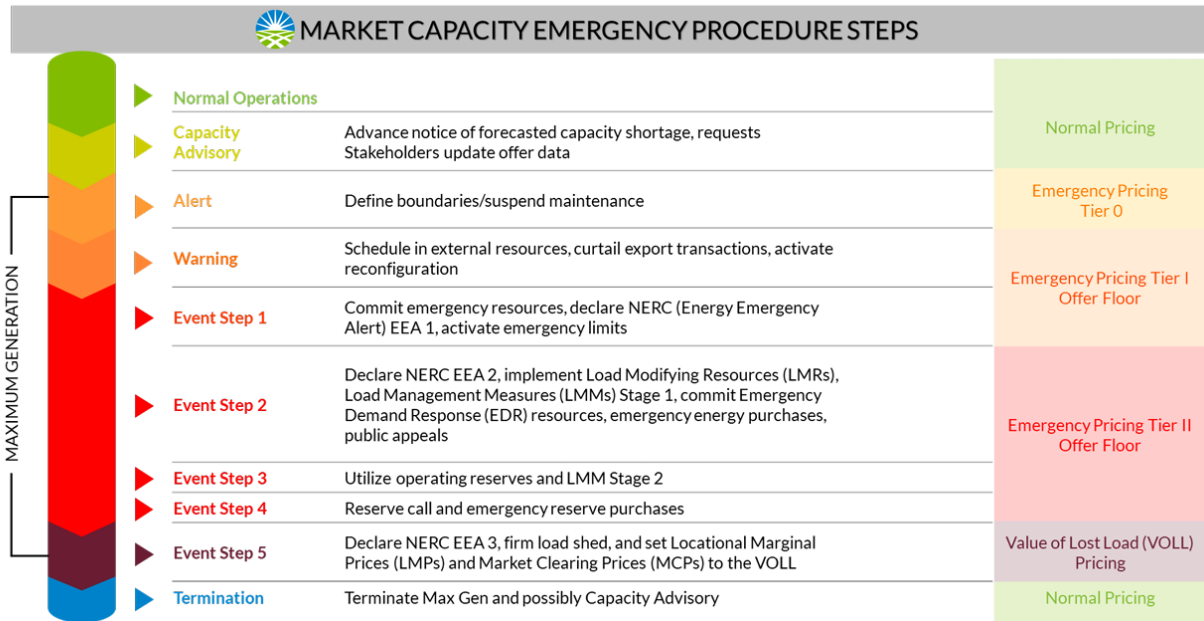 MARKET CAPACITY EMERGENCY PROCEDURE STEPS
MAXIMUM GENERATION
Normal Operations
Normal Pricing
Capacity
Advisory
Advance notice of forecasted capacity shortage, requests
Stakeholders update offer data
Alert
Define boundaries/suspend maintenance
Emergency Pricing
Tier 0
Warning
Schedule in external resources, curtail export transactions, activate
reconfiguration
Emergency Pricing Tier I
Offer Floor
Event Step 1
Commit emergency resources, declare NERC (Energy Emergency
Alert) EEA 1, activate emergency limits
Event Step 2
Declare NERC EEA 2, implement Load Modifying Resources (LMRs),
Load Management Measures (LMMs) Stage 1, commit Emergency
Demand Response (EDR) resources, emergency energy purchases,
public appeals
Emergency Pricing Tier II
Offer Floor
Event Step 3
Utilize operating reserves and LMM Stage 2
Event Step 4
Reserve call and emergency reserve purchases
Event Step 5
Declare NERC EEA 3, firm load shed, and set Locational Marginal
Prices (LMPs) and Market Clearing Prices (MCPs) to the VOLL
Value of Lost Load (VOLL)
Pricing
Termination
Terminate Max Gen and possibly Capacity Advisory
Normal Pricing